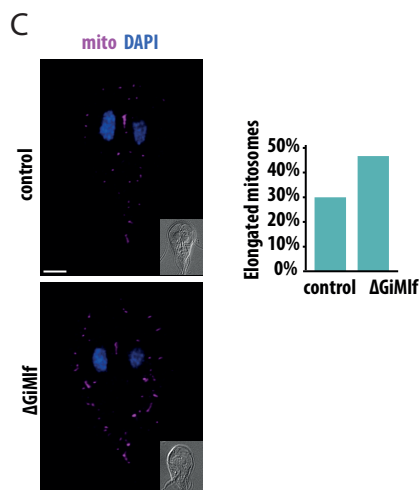 C
mito DAPI
control
ΔGiMlf
Elongated mitosomes
50%
40%
30%
20%
10%
0%
control ΔGiMlf